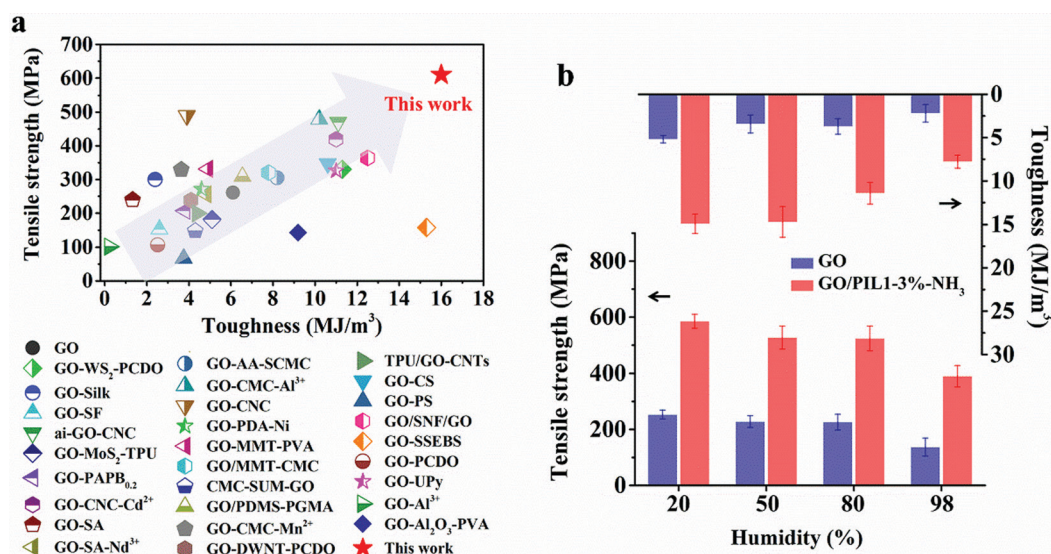 a
700
600
500
400
300
200
100
0
Tensile strength (MPa)
This work
0 2 4 6 8 10 12 14 16 18
Toughness (MJ/m³)
GO
GO-WS₂-PCDO
GO-Silk
GO-SF
ai-GO-CNC
GO-MoS₂-TPU
GO-PAPB₀.₂
GO-CNC-Cd²⁺
GO-SA
GO-SA-Nd³⁺
GO-AA-SCMC
GO-CMC-Al³⁺
GO-CNC
GO-PDA-Ni
GO-MMT-PVA
GO/MMT-CMC
CMC-SUM-GO
GO/PDMS-PGMA
GO-CMC-Mn²⁺
GO-DWNT-PCDO
TPU/GO-CNTs
GO-CS
GO-PS
GO/SNF/GO
GO-SSEBS
GO-PCDO
GO-UPy
GO-Al³⁺
GO-Al₂O₃-PVA
This work
b
0
5
10
15
20
25
30
Toughness (MJ/m³)
GO
GO/PIL1-3%-NH₃
800
600
400
200
0
Tensile strength (MPa)
20 50 80 98
Humidity (%)